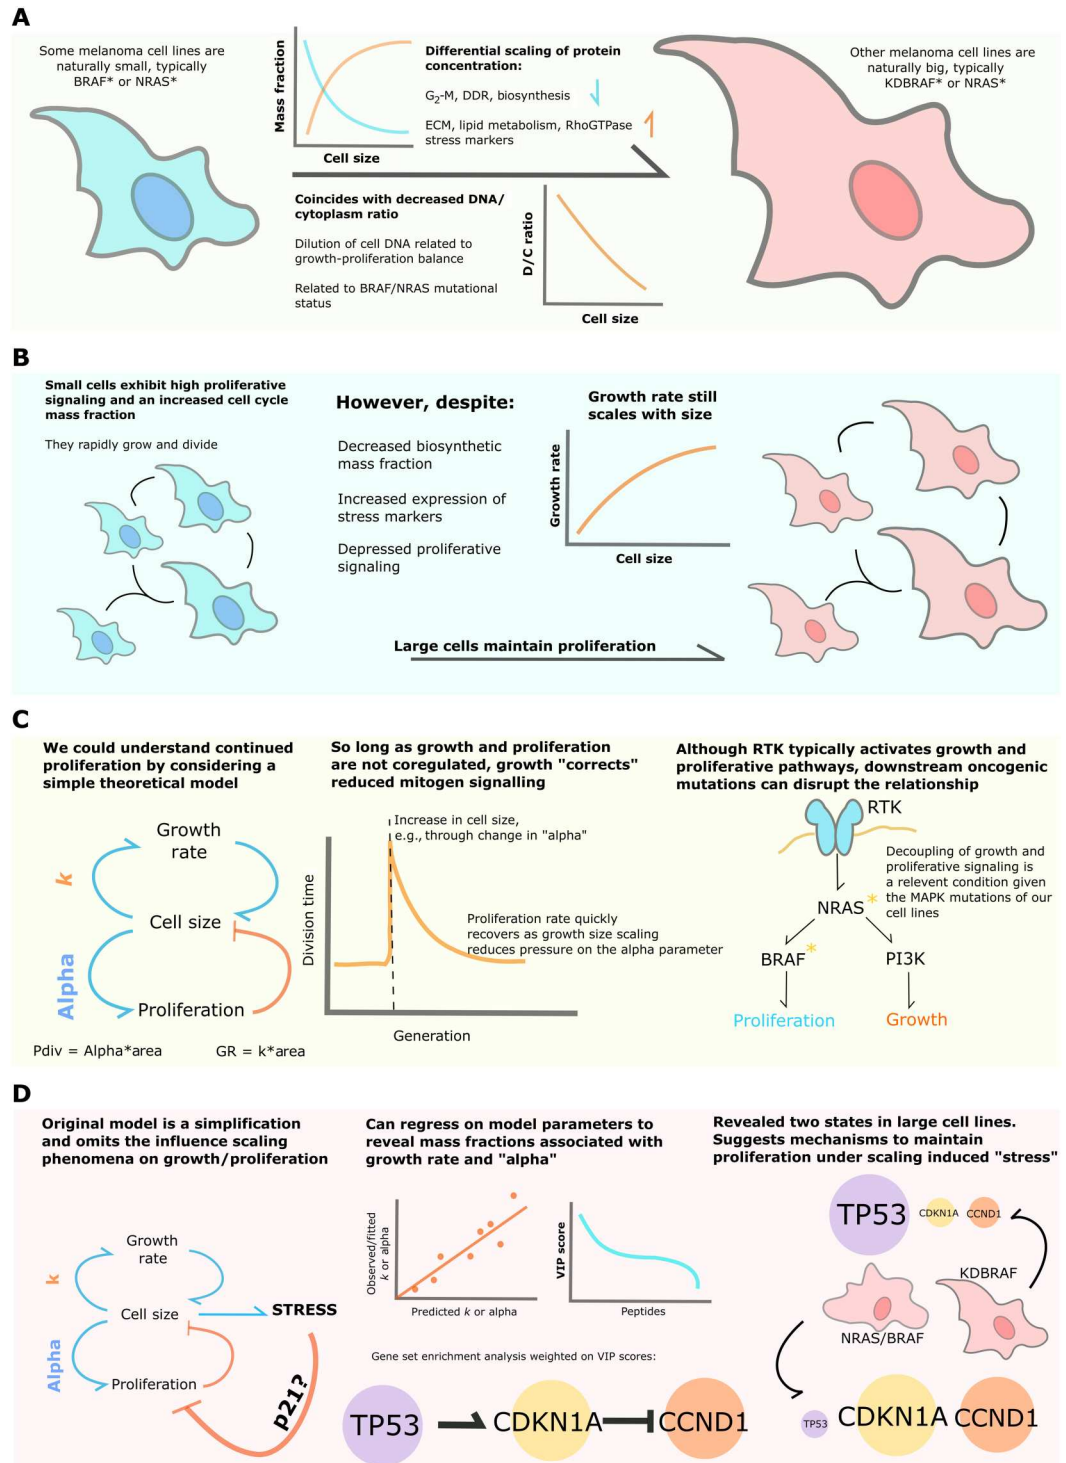 A
Some melanoma cell lines are
naturally small, typically
BRAF* or NRAS*
Mass fraction
Cell size
Differential scaling of protein
concentration:
G2-M, DDR, biosynthesis
ECM, lipid metabolism, RhoGTPase
stress markers
Other melanoma cell lines are
naturally big, typically
KDBRAF* or NRAS*
Coincides with decreased DNA/
cytoplasm ratio
Dilution of cell DNA related to
growth-proliferation balance
Related to BRAF/NRAS mutational
status
D/C ratio
Cell size
B
Small cells exhibit high proliferative
signaling and an increased cell cycle
mass fraction
They rapidly grow and divide
However, despite:
Decreased biosynthetic
mass fraction
Increased expression of
stress markers
Depressed proliferative
signaling
Growth rate still
scales with size
Growth rate
Cell size
Large cells maintain proliferation
C
We could understand continued
proliferation by considering a
simple theoretical model
Growth
rate
k
Cell size
Alpha
Proliferation
Pdiv = Alpha*area
GR = k*area
So long as growth and proliferation
are not coregulated, growth "corrects"
reduced mitogen signalling
Increase in cell size,
e.g., through change in "alpha"
Division time
Proliferation rate quickly
recovers as growth size scaling
reduces pressure on the alpha parameter
Generation
Although RTK typically activates growth and
proliferative pathways, downstream oncogenic
mutations can disrupt the relationship
RTK
Decoupling of growth and
proliferative signaling is
a relevent condition given
the MAPK mutations of our
cell lines
NRAS *
BRAF *
PI3K
Proliferation
Growth
D
Original model is a simplification
and omits the influence scaling
phenomena on growth/proliferation
Growth
rate
k
Cell size
STRESS
Alpha
Proliferation
p21?
Can regress on model parameters to
reveal mass fractions associated with
growth rate and "alpha"
Observed/fitted
k or alpha
Predicted k or alpha
VIP score
Peptides
Gene set enrichment analysis weighted on VIP scores:
TP53
CDKN1A
CCND1
Revealed two states in large cell lines.
Suggests mechanisms to maintain
proliferation under scaling induced "stress"
TP53
CDKN1A
CCND1
KDBRAF
NRAS/BRAF
TP53
CDKN1A
CCND1